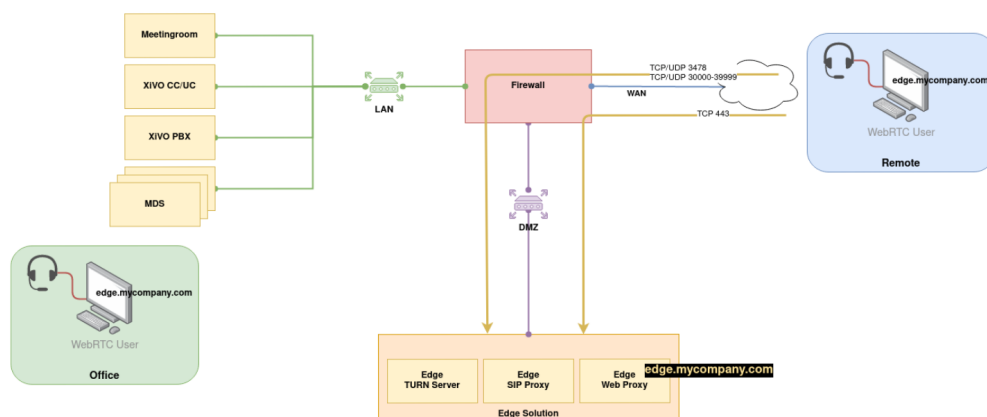 Meetingroom
XiVO CC/UC
XiVO PBX
MDS
LAN
Firewall
TCP/UDP 3478
TCP/UDP 30000-39999
WAN
TCP 443
edge.mycompany.com
WebRTC User
Remote
DMZ
edge.mycompany.com
WebRTC User
Office
Edge
TURN Server
Edge
SIP Proxy
Edge
Web Proxy
edge.mycompany.com
Edge Solution